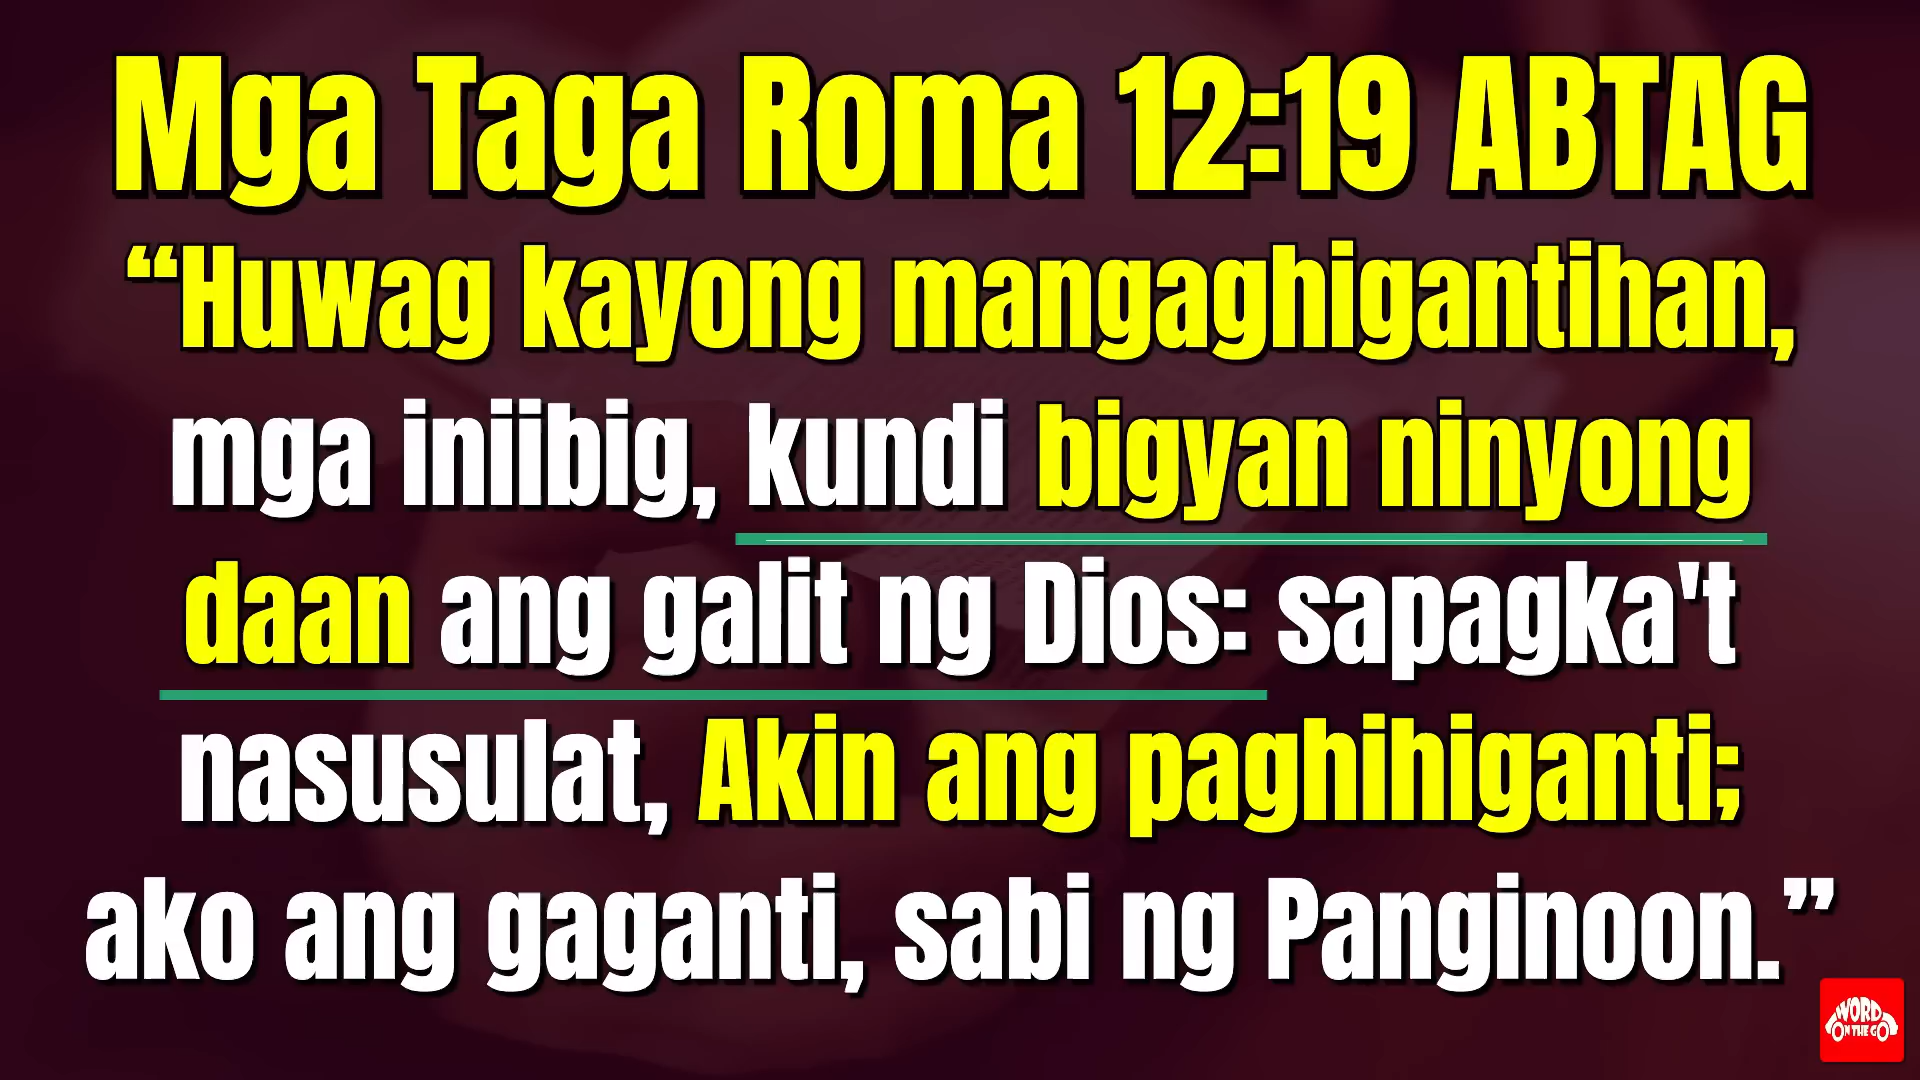 Mga Taga Roma 12:19 ABTAG
“Huwag kayong mangaghigantihan,
mga iniibig, kundi bigyan ninyong
daan ang galit ng Dios: sapagka't
nasusulat, Akin ang paghihiganti;
ako ang gaganti, sabi ng Panginoon.”
WORD
ON THE GO